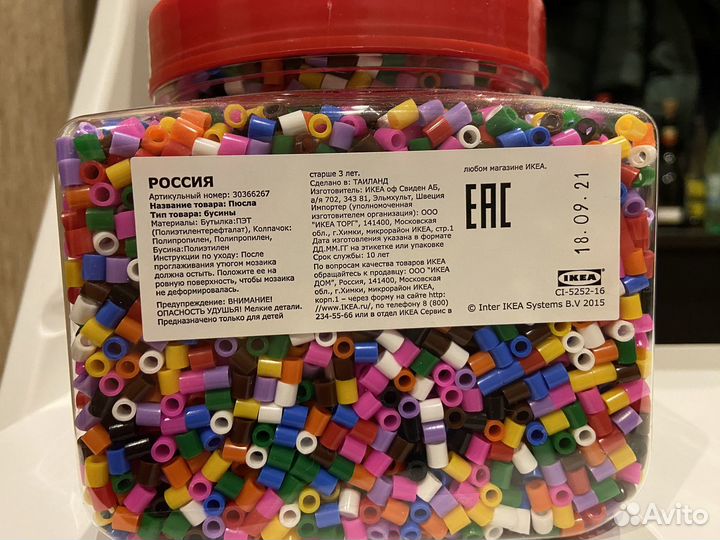 РОССИЯ
Артикульный номер: 30366267
Название товара: Пюсла
Тип товара: бусины
Материалы: Бутылка:ПЭТ
(Полиэтилентерефталат), Колпачок:
Полипропилен, Полипропилен,
Бусина:Полиэтилен
Инструкции по уходу: После
проглаживания утюгом мозаика
должна остыть. Положите ее на
ровную поверхность, чтобы мозаика
не деформировалась.
Предупреждение: ВНИМАНИЕ!
ОПАСНОСТЬ УДУШЬЯ! Мелкие детали.
Предназначено только для детей
старше 3 лет.
Сделано в: ТАИЛАНД
Изготовитель: ИКЕА оф Свиден АБ,
а/я 702, 343 81, Эльмхульт, Швеция
Импортер (уполномоченная
изготовителем организация): ООО
"ИКЕА ТОРГ", 141400, Московская
обл., г.Химки, микрорайон ИКЕА, стр.1
Дата изготовления указана в формате
ДД.ММ.ГГ на этикетке или упаковке
Срок службы: 10 лет
По вопросам качества товаров ИКЕА
обращайтесь к продавцу: ООО "ИКЕА
ДОМ", Россия, 141400, Московская
обл., г.Химки, микрорайон ИКЕА,
корп.1 - через форму на сайте http:
//www.IKEA.ru/, по телефону 8 (800)
234-55-66 или в отдел ИКЕА Сервис в
любом магазине ИКЕА.
EAC
18.09.21
IKEA
CI-5252-16
© Inter IKEA Systems B.V 2015
Avito